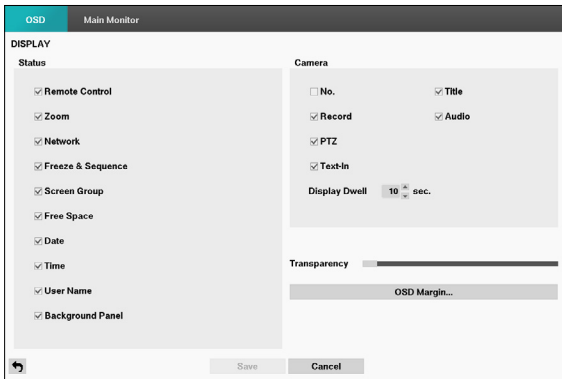 OSD Main Monitor
DISPLAY
Status
Remote Control
Zoom
Network
Freeze & Sequence
Screen Group
Free Space
Date
Time
User Name
Background Panel
Camera
No. Title
Record Audio
PTZ
Text-In
Display Dwell 10 sec.
Transparency
OSD Margin...
Save Cancel